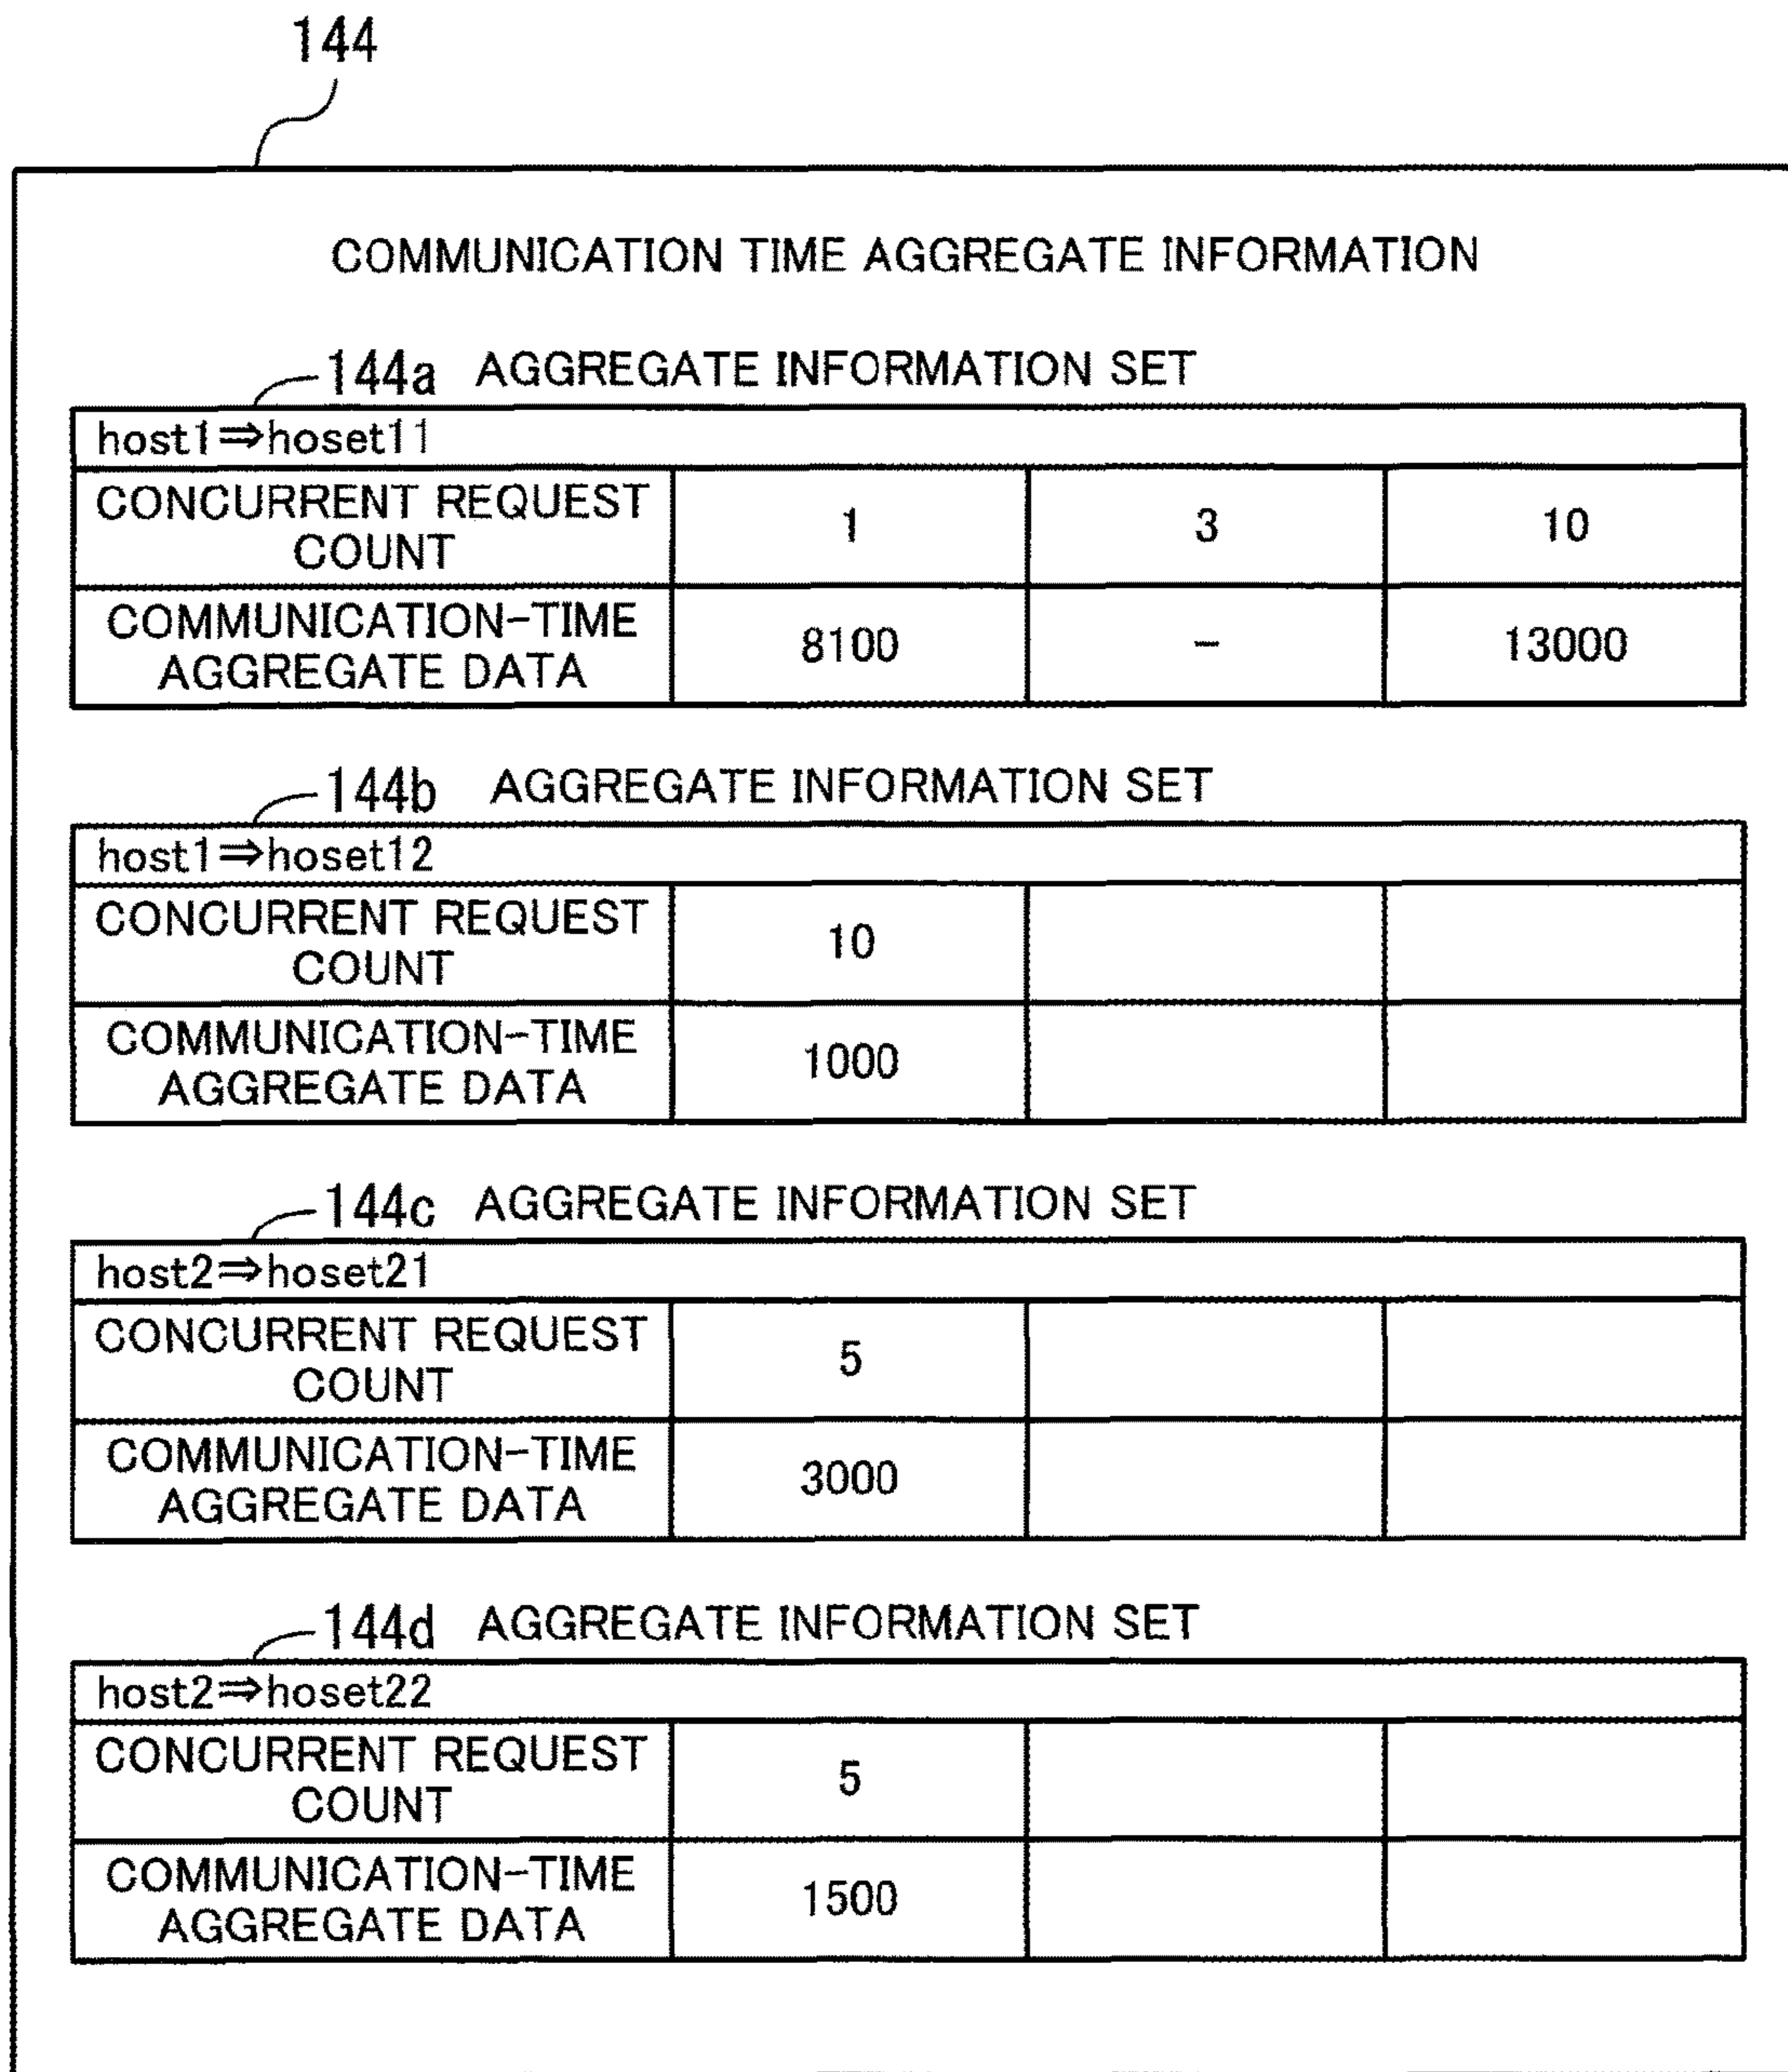 144
COMMUNICATION TIME AGGREGATE INFORMATION
144a AGGREGATE INFORMATION SET
host1⇒hoset11
CONCURRENT REQUEST
COUNT
1
3
10
COMMUNICATION-TIME
AGGREGATE DATA
8100
-
13000
144b AGGREGATE INFORMATION SET
host1⇒hoset12
CONCURRENT REQUEST
COUNT
10
COMMUNICATION-TIME
AGGREGATE DATA
1000
144c AGGREGATE INFORMATION SET
host2⇒hoset21
CONCURRENT REQUEST
COUNT
5
COMMUNICATION-TIME
AGGREGATE DATA
3000
144d AGGREGATE INFORMATION SET
host2⇒hoset22
CONCURRENT REQUEST
COUNT
5
COMMUNICATION-TIME
AGGREGATE DATA
1500